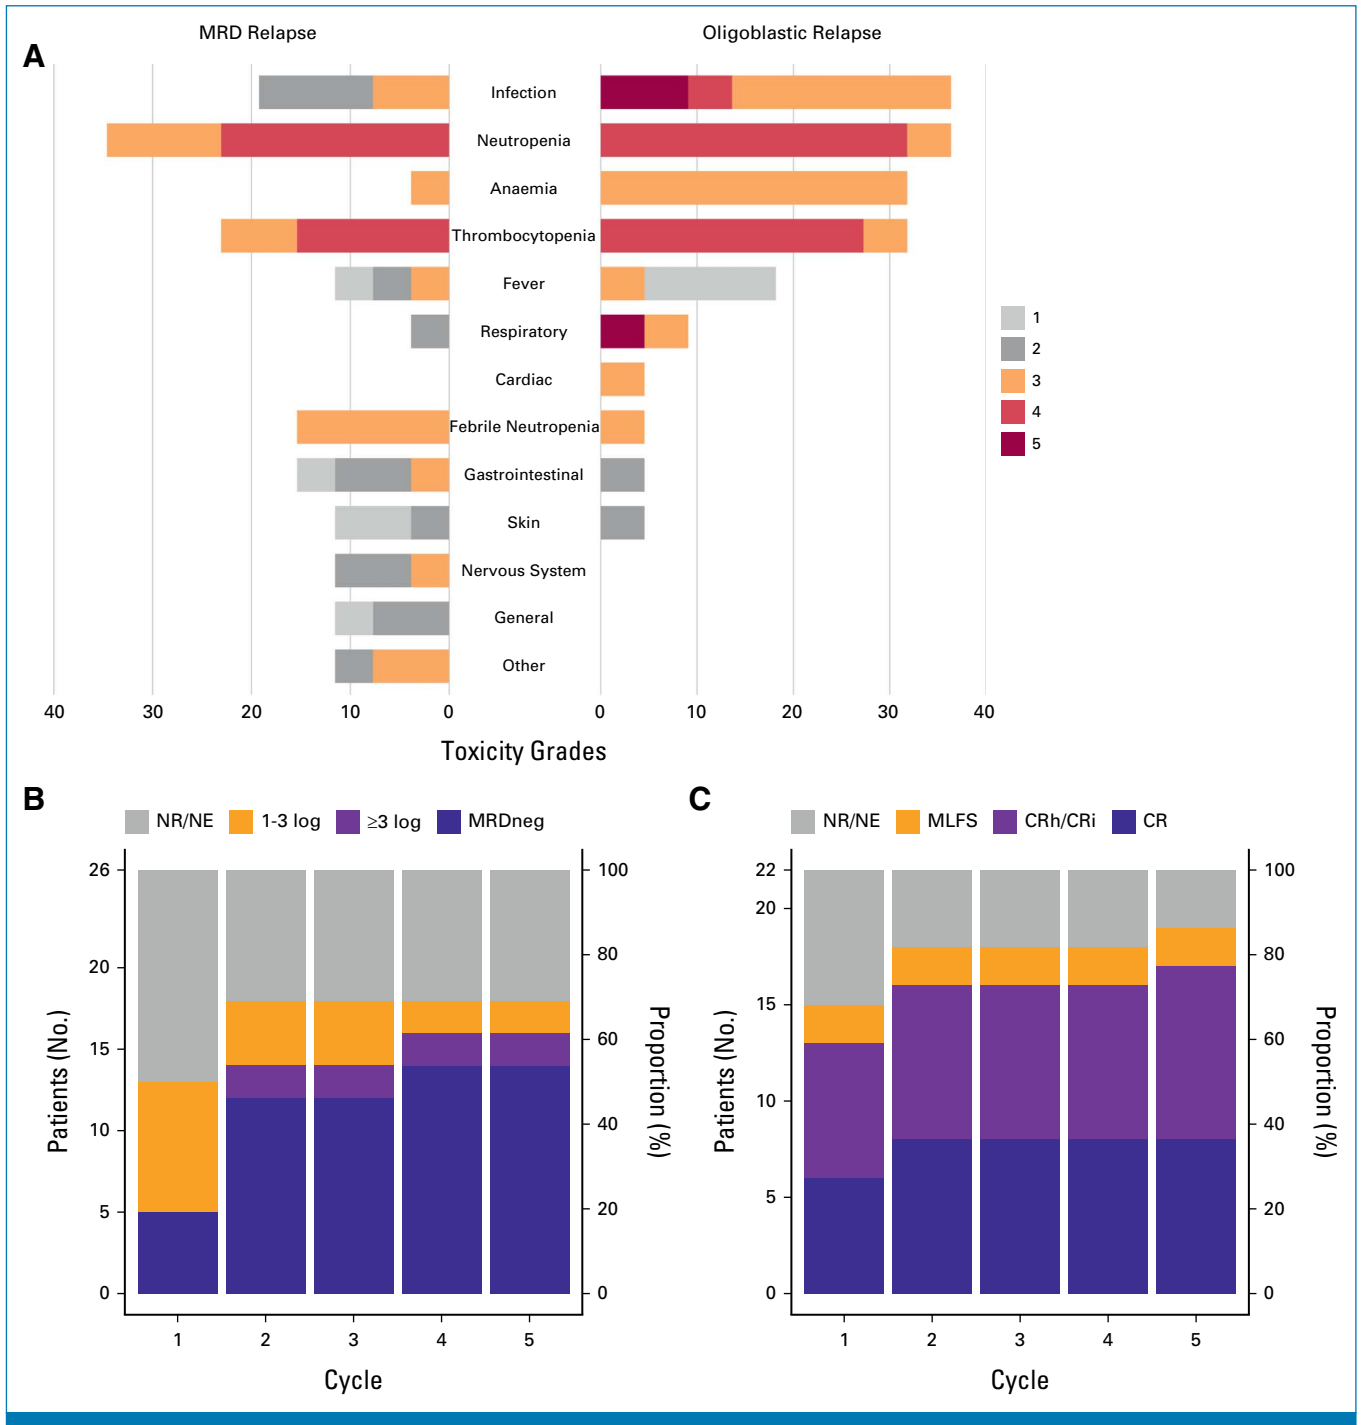 A
MRD Relapse
Oligoblastic Relapse
Infection
Neutropenia
Anaemia
Thrombocytopenia
Fever
Respiratory
Cardiac
Febrile Neutropenia
Gastrointestinal
Skin
Nervous System
General
Other
1
2
3
4
5
40 30 20 10 0 0 10 20 30 40
Toxicity Grades
B
NR/NE 1-3 log ≥3 log MRDneg
Patients (No.)
26
20
15
10
5
0
100
80
60
40
20
0
Proportion (%)
1 2 3 4 5
Cycle
C
NR/NE MLFS CRh/CRi CR
Patients (No.)
22
20
15
10
5
0
100
80
60
40
20
0
Proportion (%)
1 2 3 4 5
Cycle